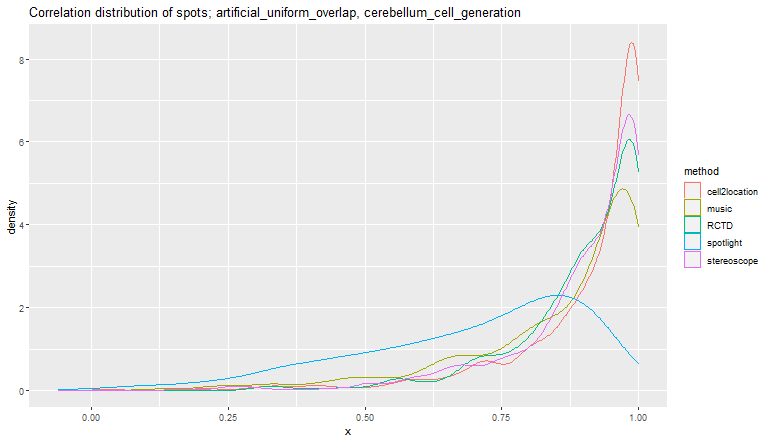 Correlation distribution of spots; artificial_uniform_overlap, cerebellum_cell_generation
density
8
6
4
2
0
0.00 0.25 0.50 0.75 1.00
x
method
cell2location
music
RCTD
spotlight
stereoscope